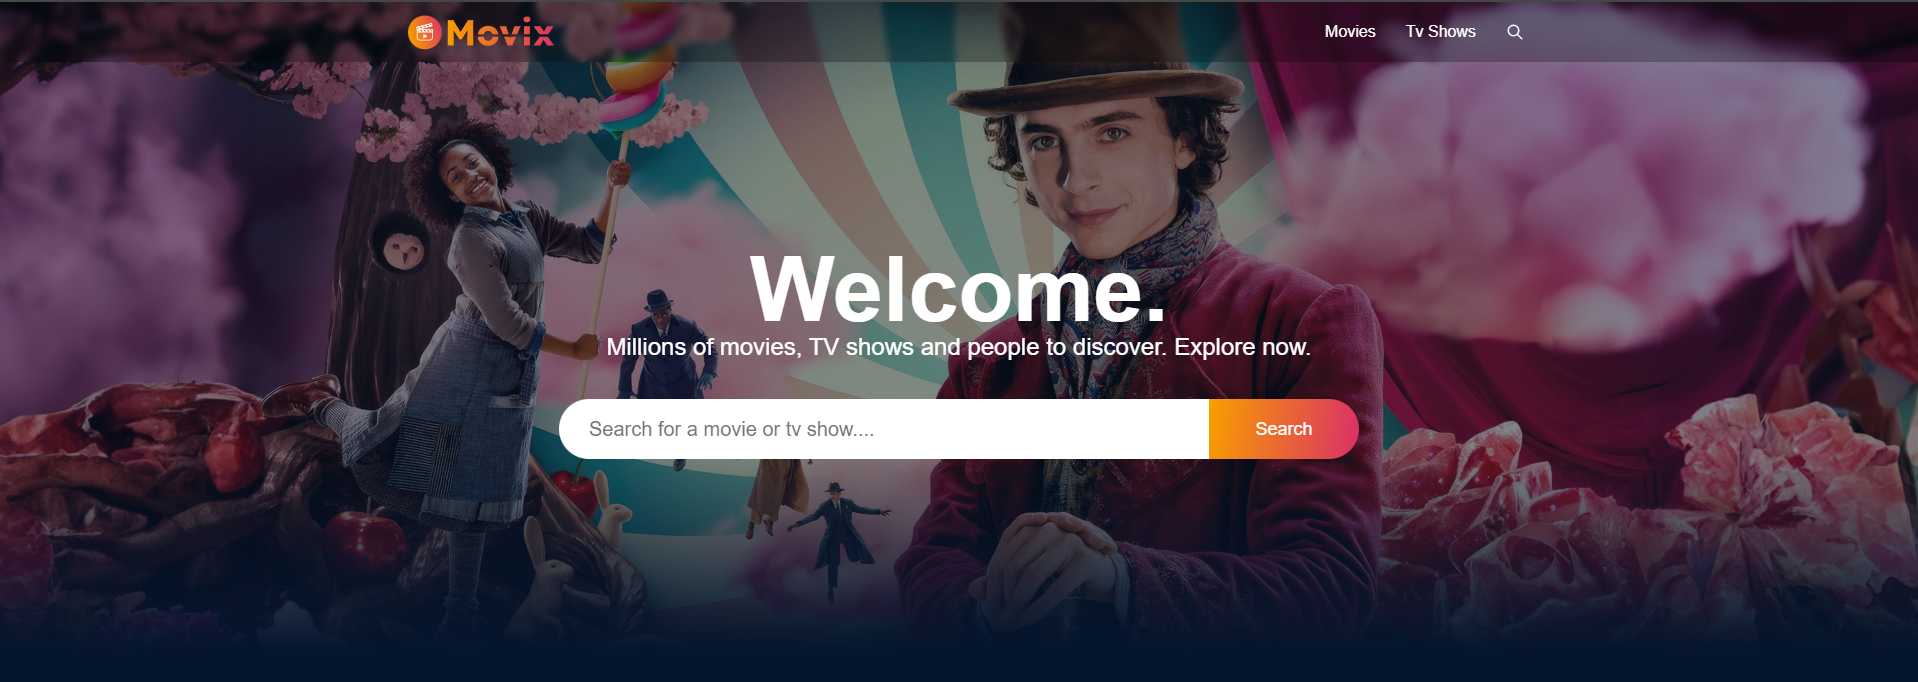 Movix
Movies
Tv Shows
Welcome.
Millions of movies, TV shows and people to discover. Explore now.
Search for a movie or tv show....
Search